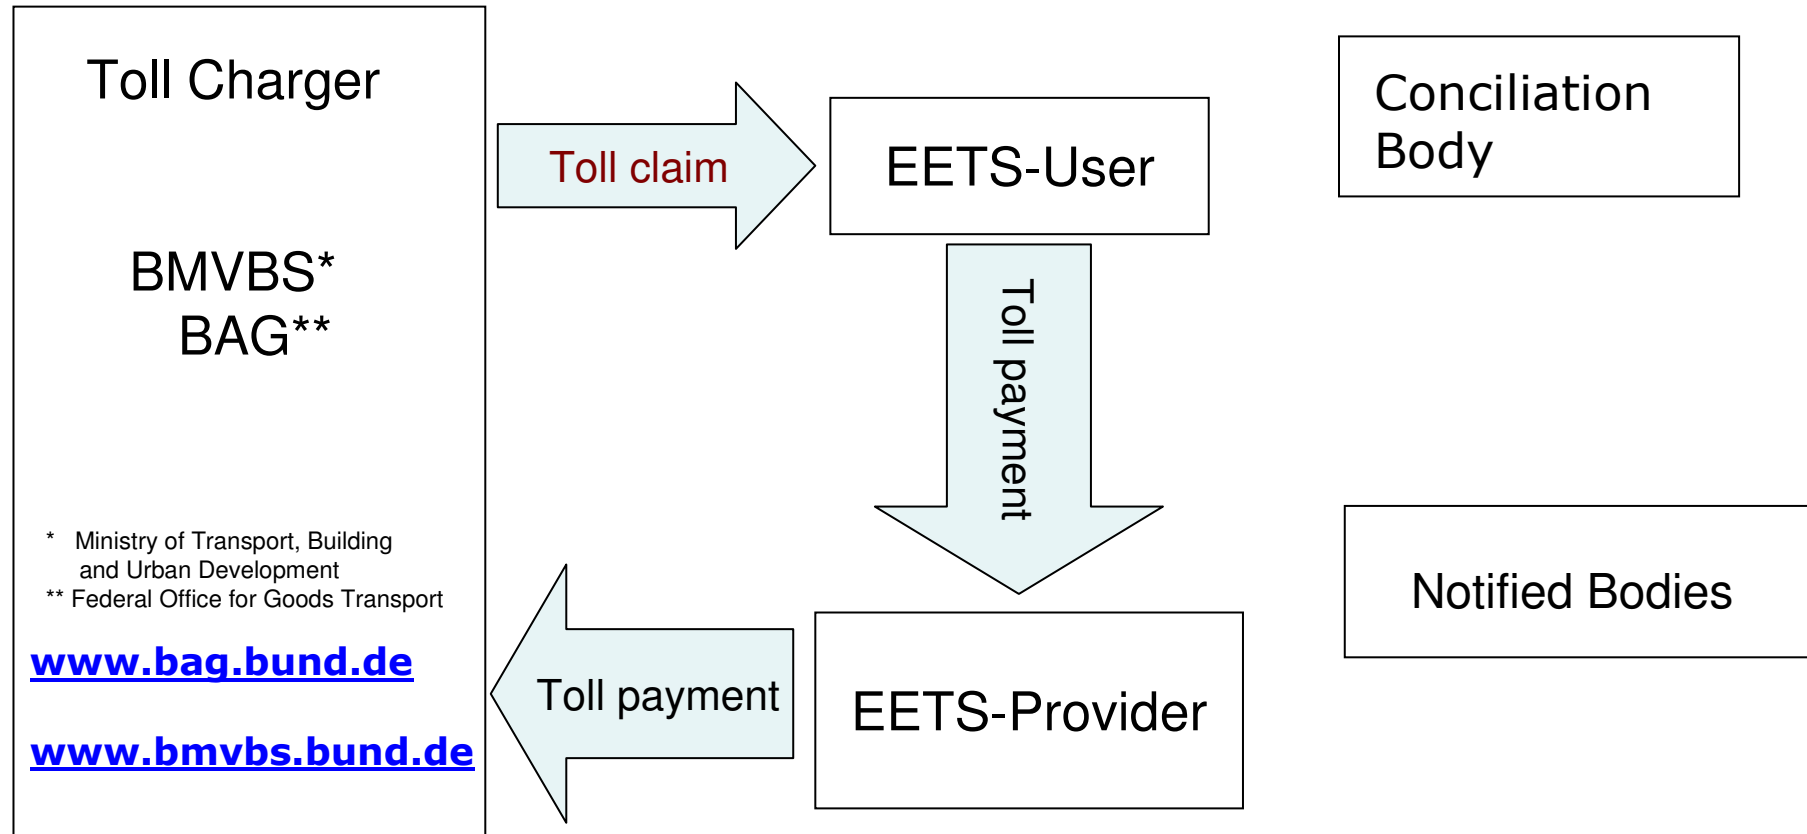 Toll Charger
BMVBS*
BAG**
* Ministry of Transport, Building
and Urban Development
** Federal Office for Goods Transport
www.bag.bund.de
www.bmvbs.bund.de
Toll claim
EETS-User
Toll payment
EETS-Provider
Toll payment
Conciliation
Body
Notified Bodies